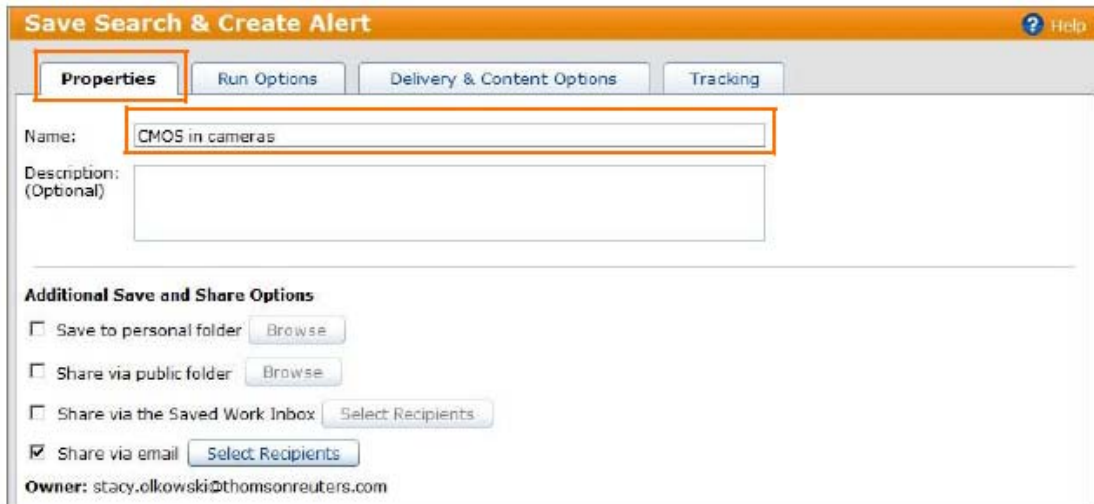 Save Search & Create Alert
Help
Properties
Run Options
Delivery & Content Options
Tracking
Name:
CMOS in cameras
Description:
(Optional)
Additional Save and Share Options
Save to personal folder Browse
Share via public folder Browse
Share via the Saved Work Inbox Select Recipients
Share via email Select Recipients
Owner: stacy.olkowski@thomsonreuters.com